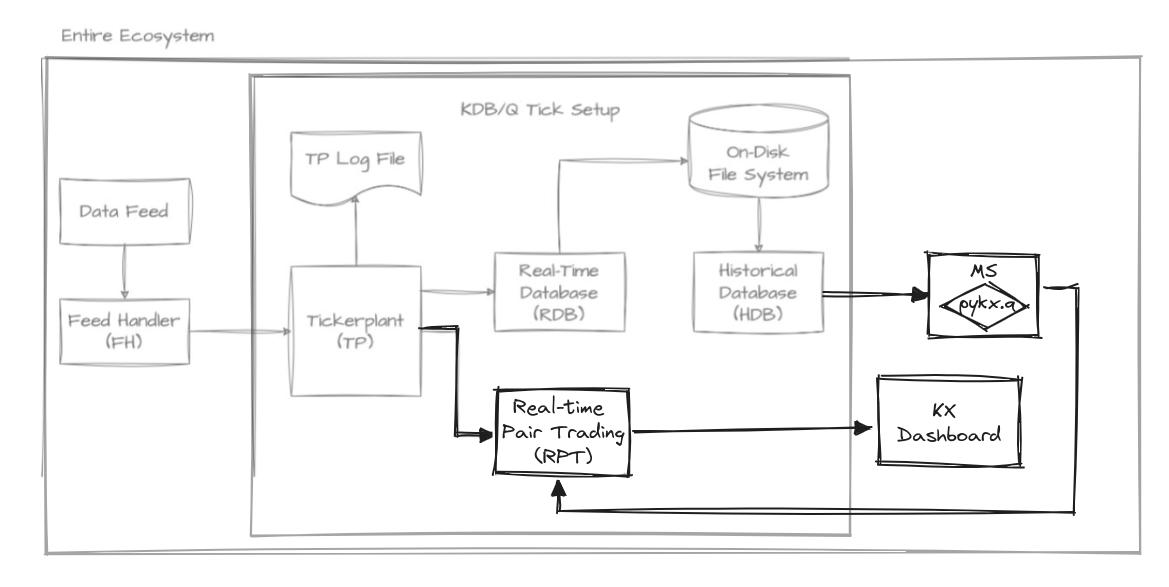 Entire Ecosystem
KDB/Q Tick Setup
TP Log File
On-Disk
File System
Data Feed
Real-Time
Database
(RDB)
Historical
Database
(HDB)
MS
pykx.q
Feed Handler
(FH)
Tickerplant
(TP)
Real-time
Pair Trading
(RPT)
KX
Dashboard